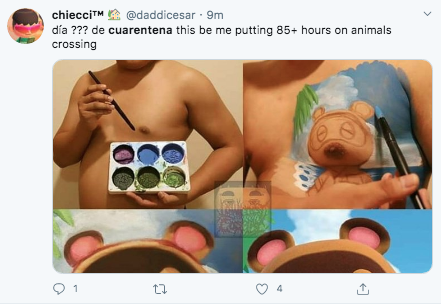 chiecci™ @daddicesar · 9m
día ??? de cuarentena this be me putting 85+ hours on animals
crossing
1
4